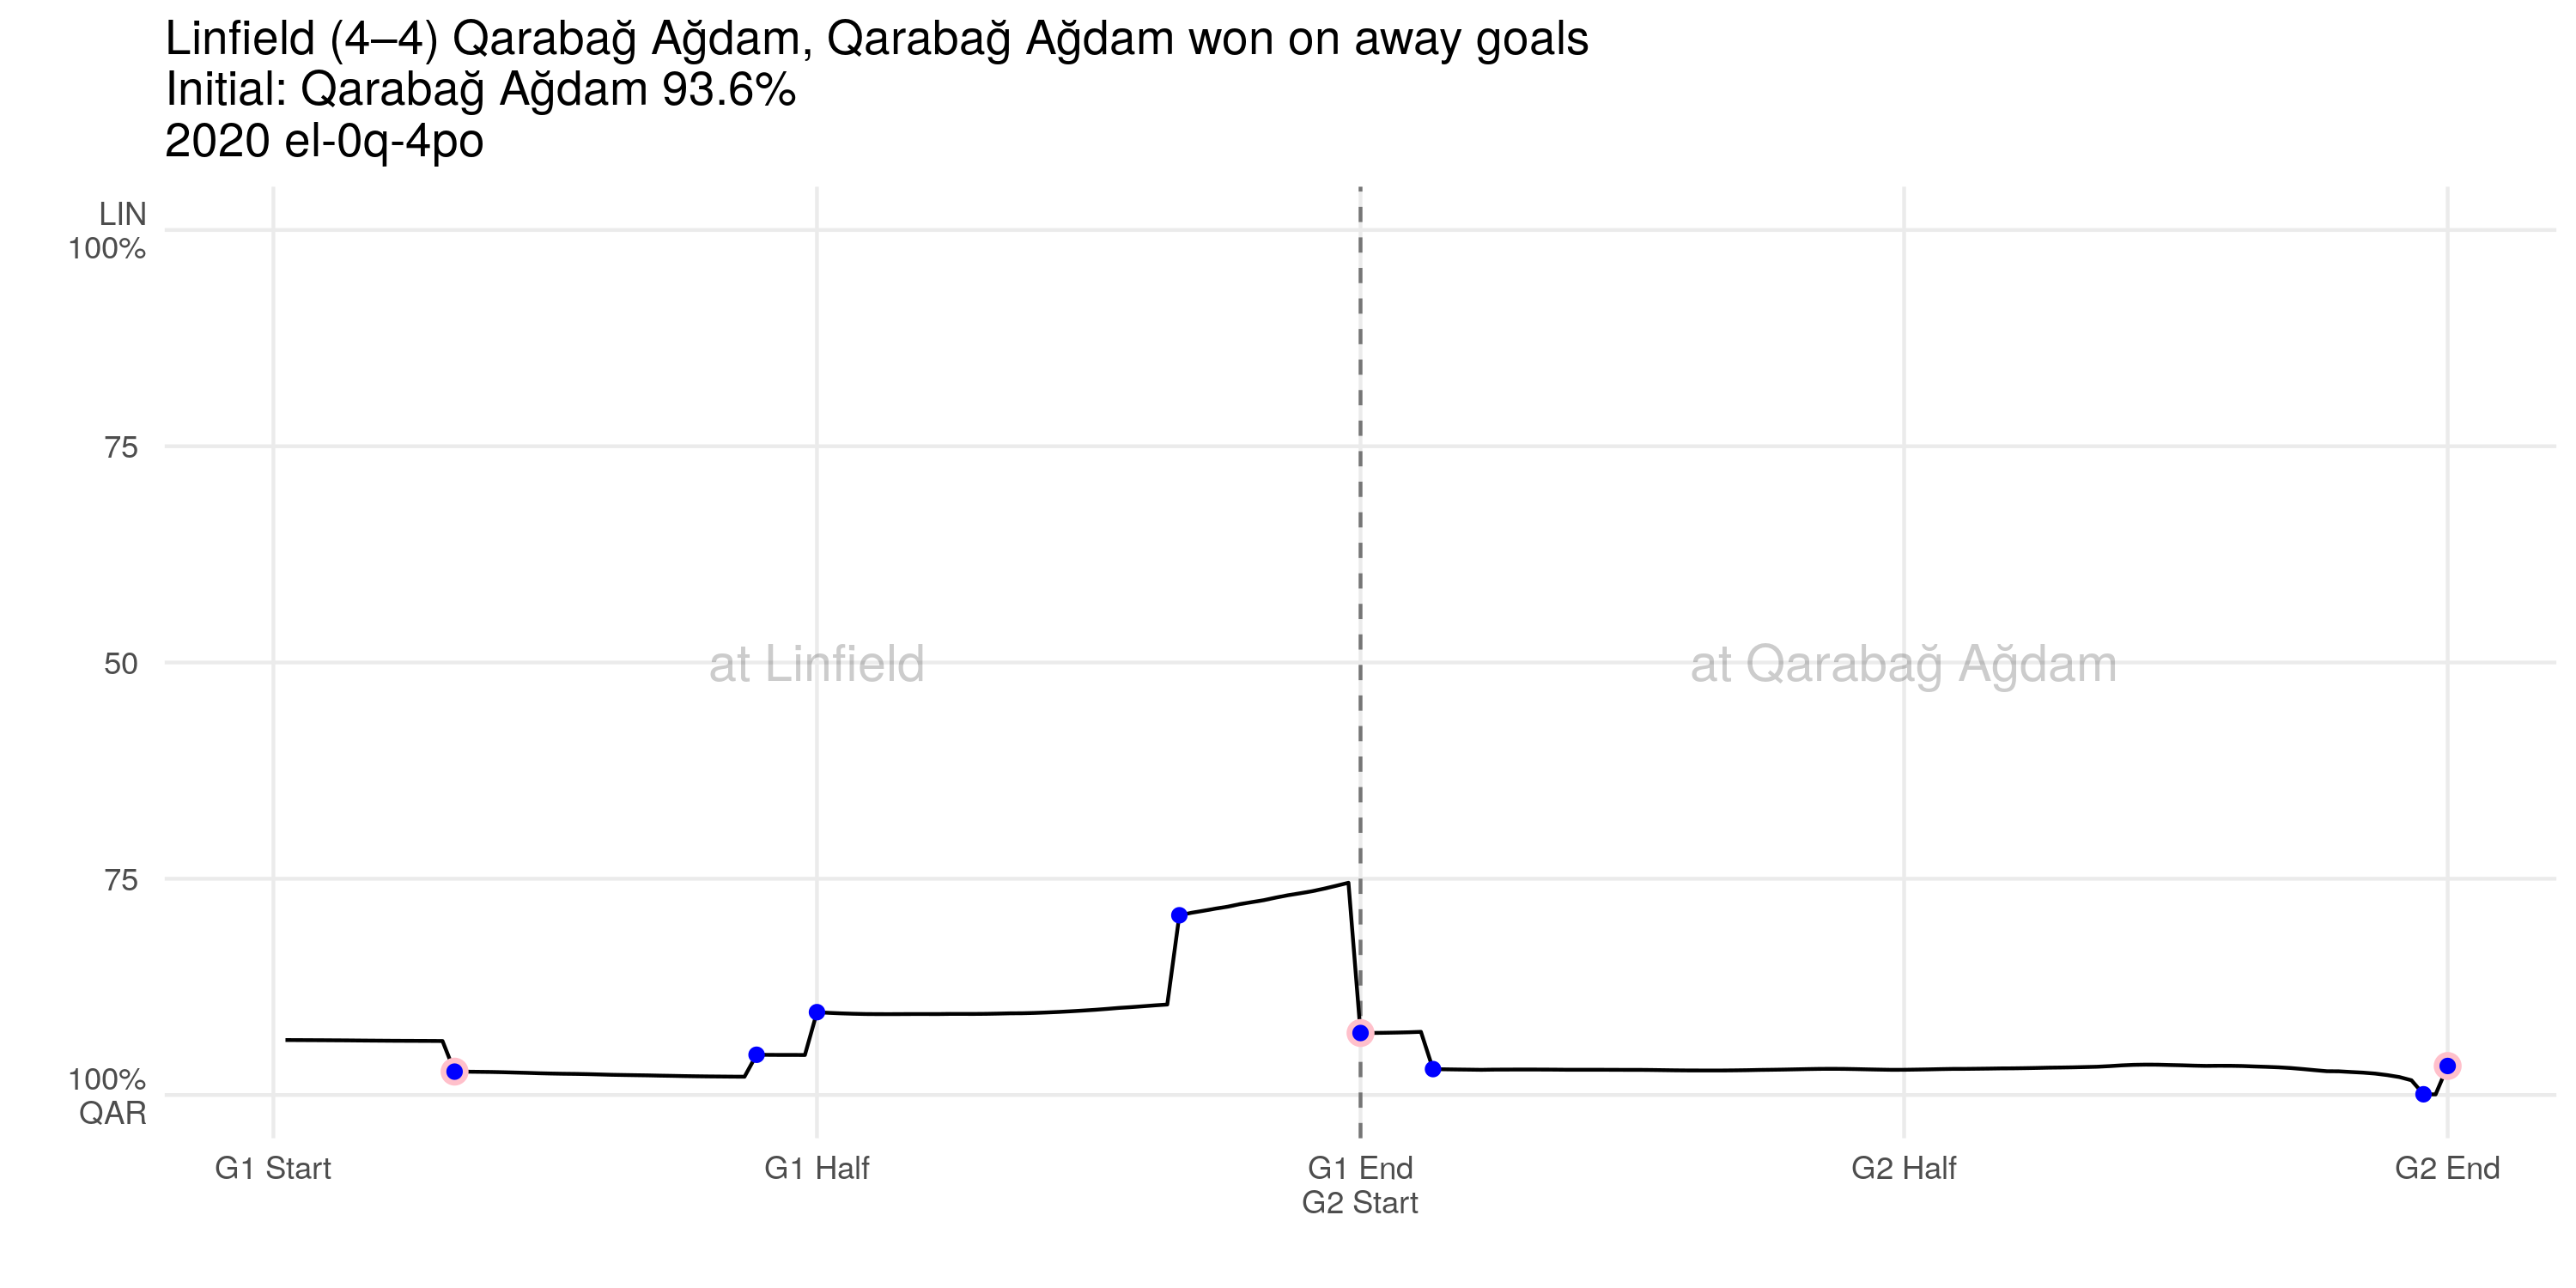 Linfield (4–4) Qarabağ Ağdam, Qarabağ Ağdam won on away goals
Initial: Qarabağ Ağdam 93.6%
2020 el-0q-4po
LIN
100%
75
50
75
100%
QAR
at Linfield
at Qarabağ Ağdam
G1 Start
G1 Half
G1 End
G2 Start
G2 Half
G2 End